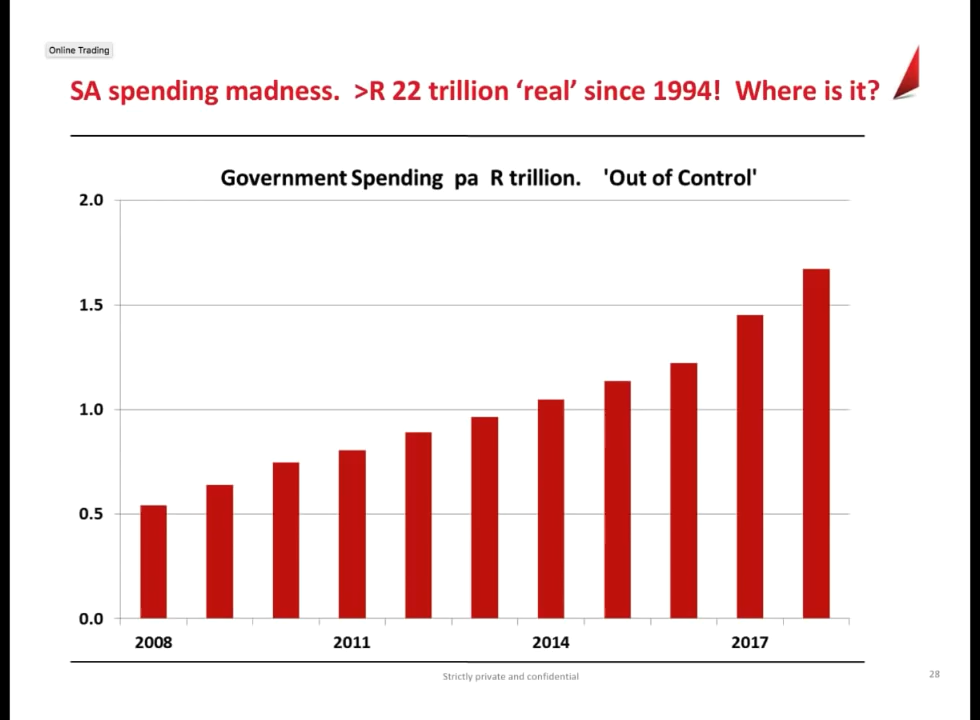 Online Trading
SA spending madness. >R 22 trillion ‘real’ since 1994! Where is it?
Government Spending pa R trillion. 'Out of Control'
2.0
1.5
1.0
0.5
0.0
2008 2011 2014 2017
Strictly private and confidential
28